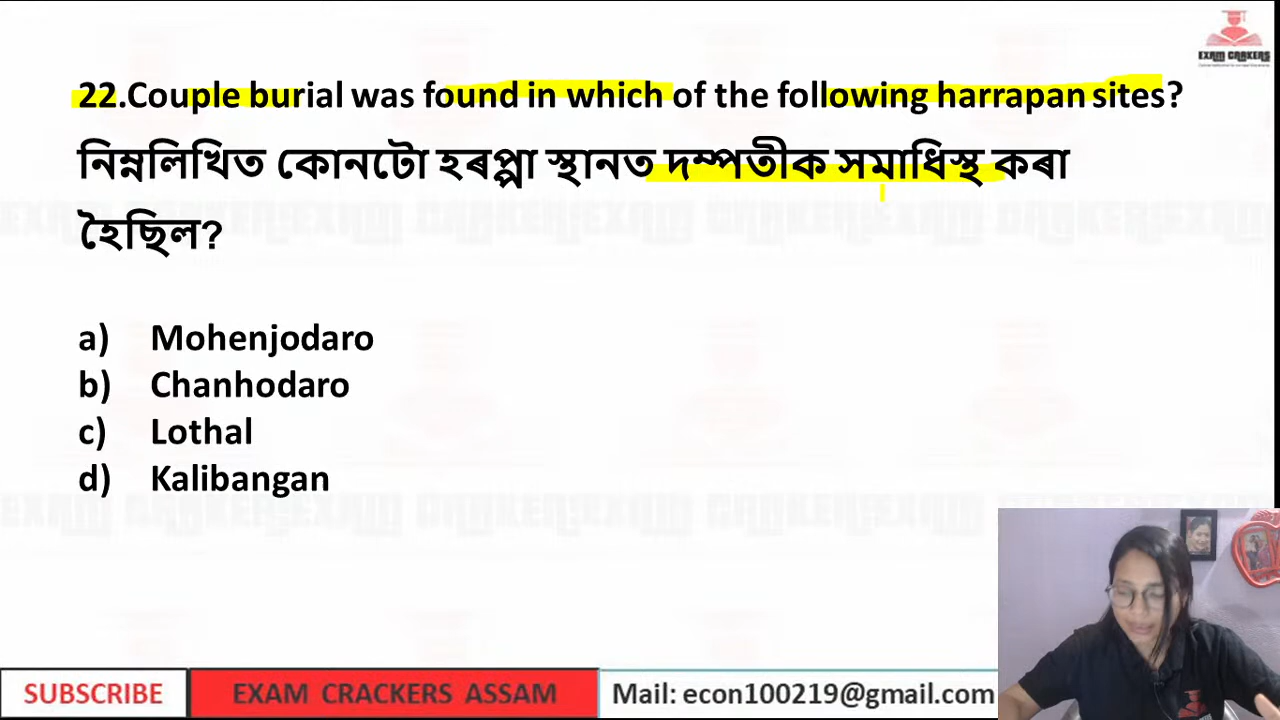 EXAM CRAKERS
22.Couple burial was found in which of the following harrapan sites?
নিম্নলিখিত কোনটো হৰপ্পা স্থানত দম্পতীক সমাধিস্থ কৰা
হৈছিল?
a) Mohenjodaro
b) Chanhodaro
c) Lothal
d) Kalibangan
SUBSCRIBE
EXAM CRACKERS ASSAM
Mail: econ100219@gmail.com